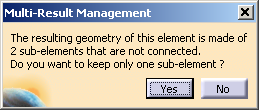 Multi-Result Management
The resulting geometry of this element is made of
2 sub-elements that are not connected.
Do you want to keep only one sub-element ?
Yes No